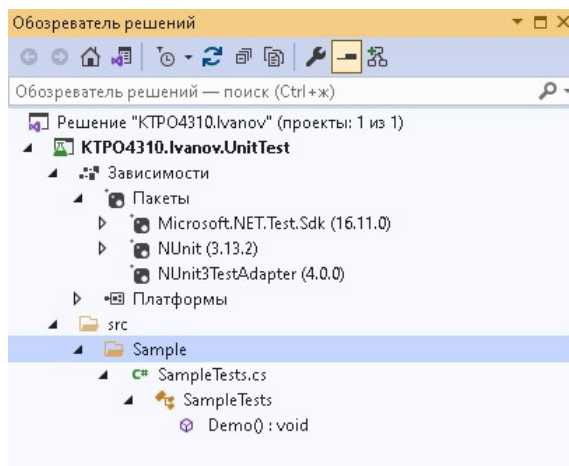 Обозреватель решений
Обозреватель решений — поиск (Ctrl+ж)
Решение "КТРО4310.Ivanov" (проекты: 1 из 1)
КТРО4310.Ivanov.UnitTest
Зависимости
Пакеты
Microsoft.NET.Test.Sdk (16.11.0)
NUnit (3.13.2)
NUnit3TestAdapter (4.0.0)
Платформы
src
Sample
C# SampleTests.cs
SampleTests
Demo() : void